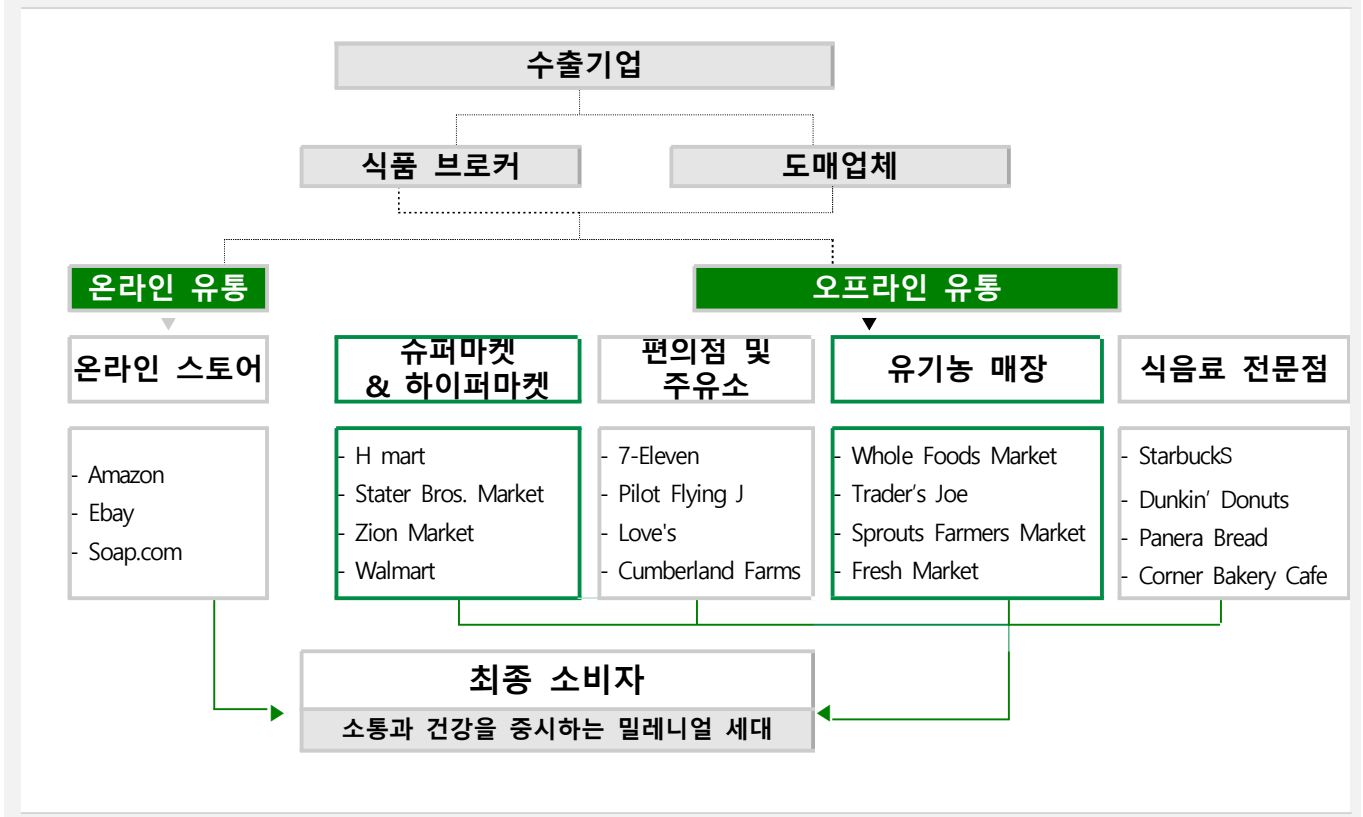 수출기업
식품 브로커
도매업체
온라인 유통
오프라인 유통
온라인 스토어
슈퍼마켓
& 하이퍼마켓
편의점 및
주유소
유기농 매장
식음료 전문점
- Amazon
- Ebay
- Soap.com
- H mart
- Stater Bros. Market
- Zion Market
- Walmart
- 7-Eleven
- Pilot Flying J
- Love's
- Cumberland Farms
- Whole Foods Market
- Trader's Joe
- Sprouts Farmers Market
- Fresh Market
- StarbuckS
- Dunkin' Donuts
- Panera Bread
- Corner Bakery Cafe
최종 소비자
소통과 건강을 중시하는 밀레니얼 세대